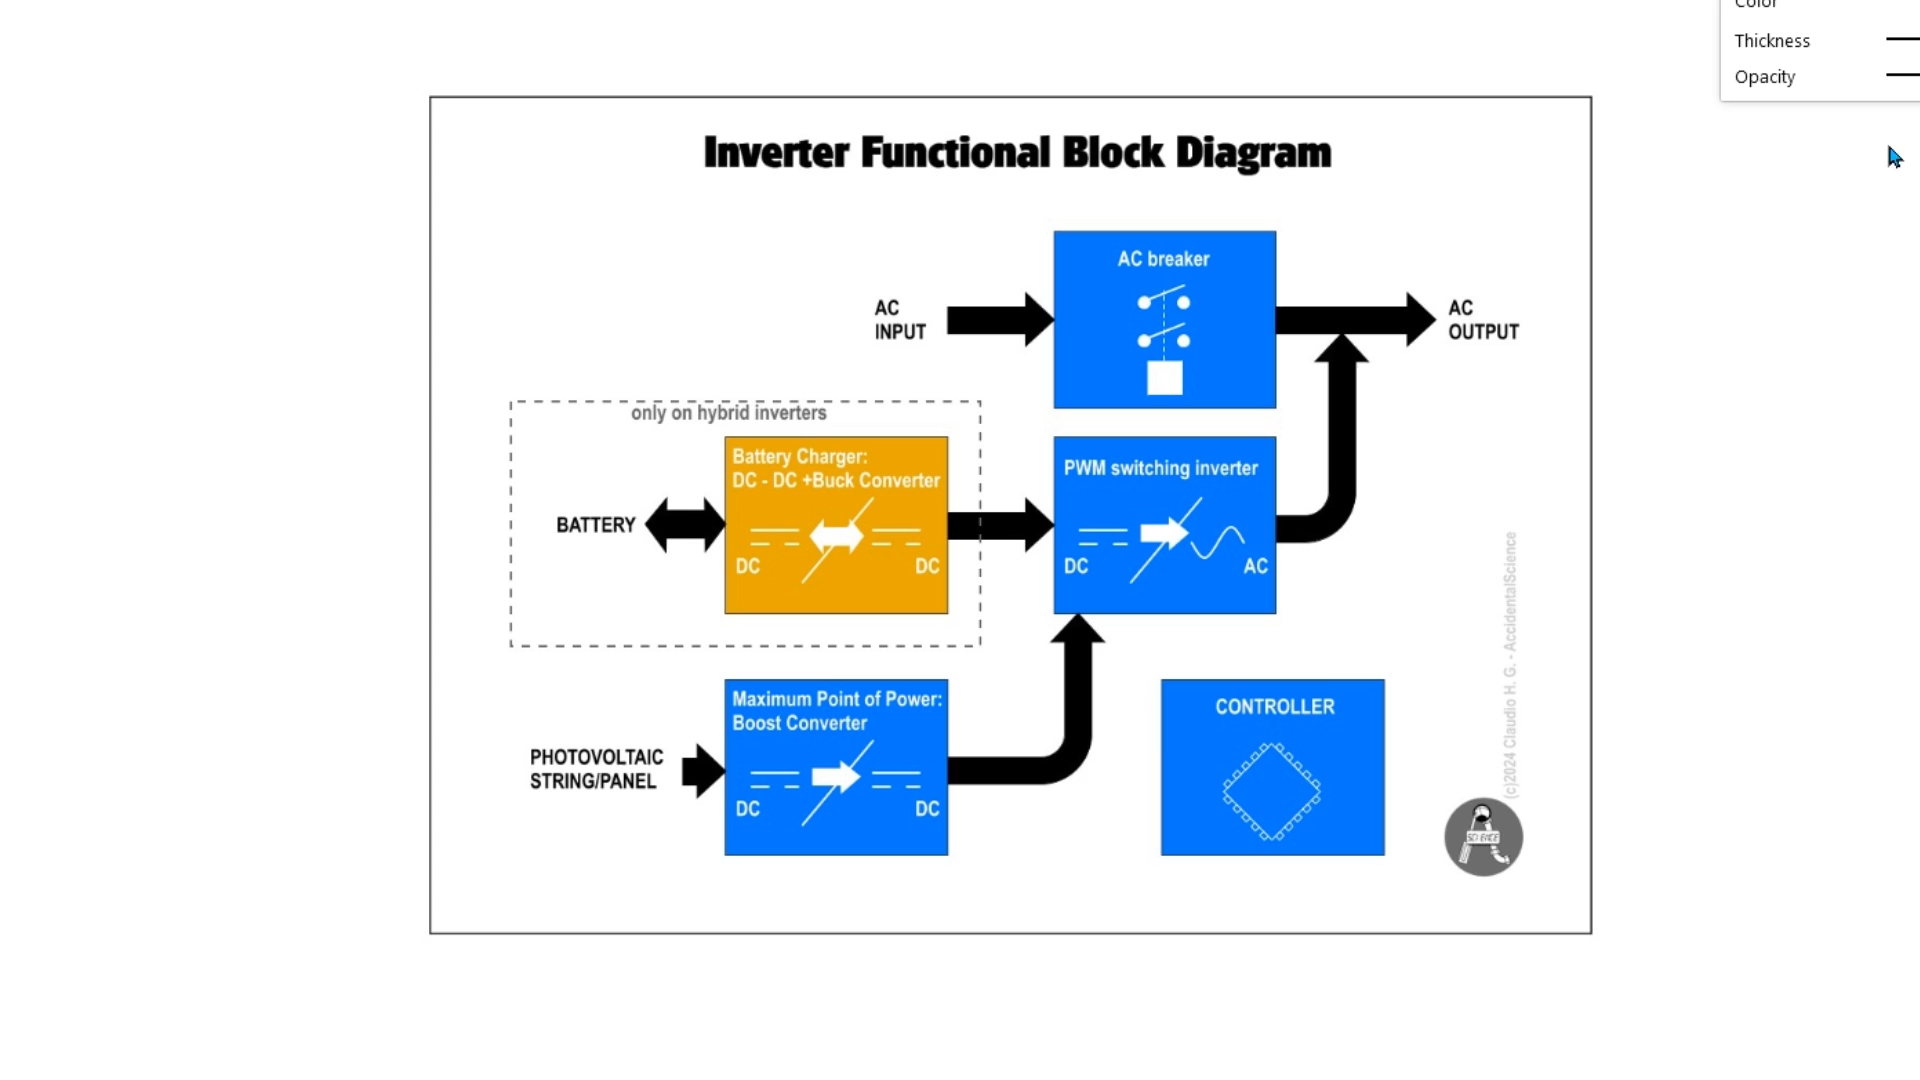 Color
Thickness
Opacity
Inverter Functional Block Diagram
AC breaker
AC
INPUT
AC
OUTPUT
only on hybrid inverters
Battery Charger:
DC - DC +Buck Converter
BATTERY
DC
DC
PWM switching inverter
DC
AC
Maximum Point of Power:
Boost Converter
PHOTOVOLTAIC
STRING/PANEL
DC
DC
CONTROLLER
(c)2024 Claudio H. G. - AccidentalScience
SCIENCE